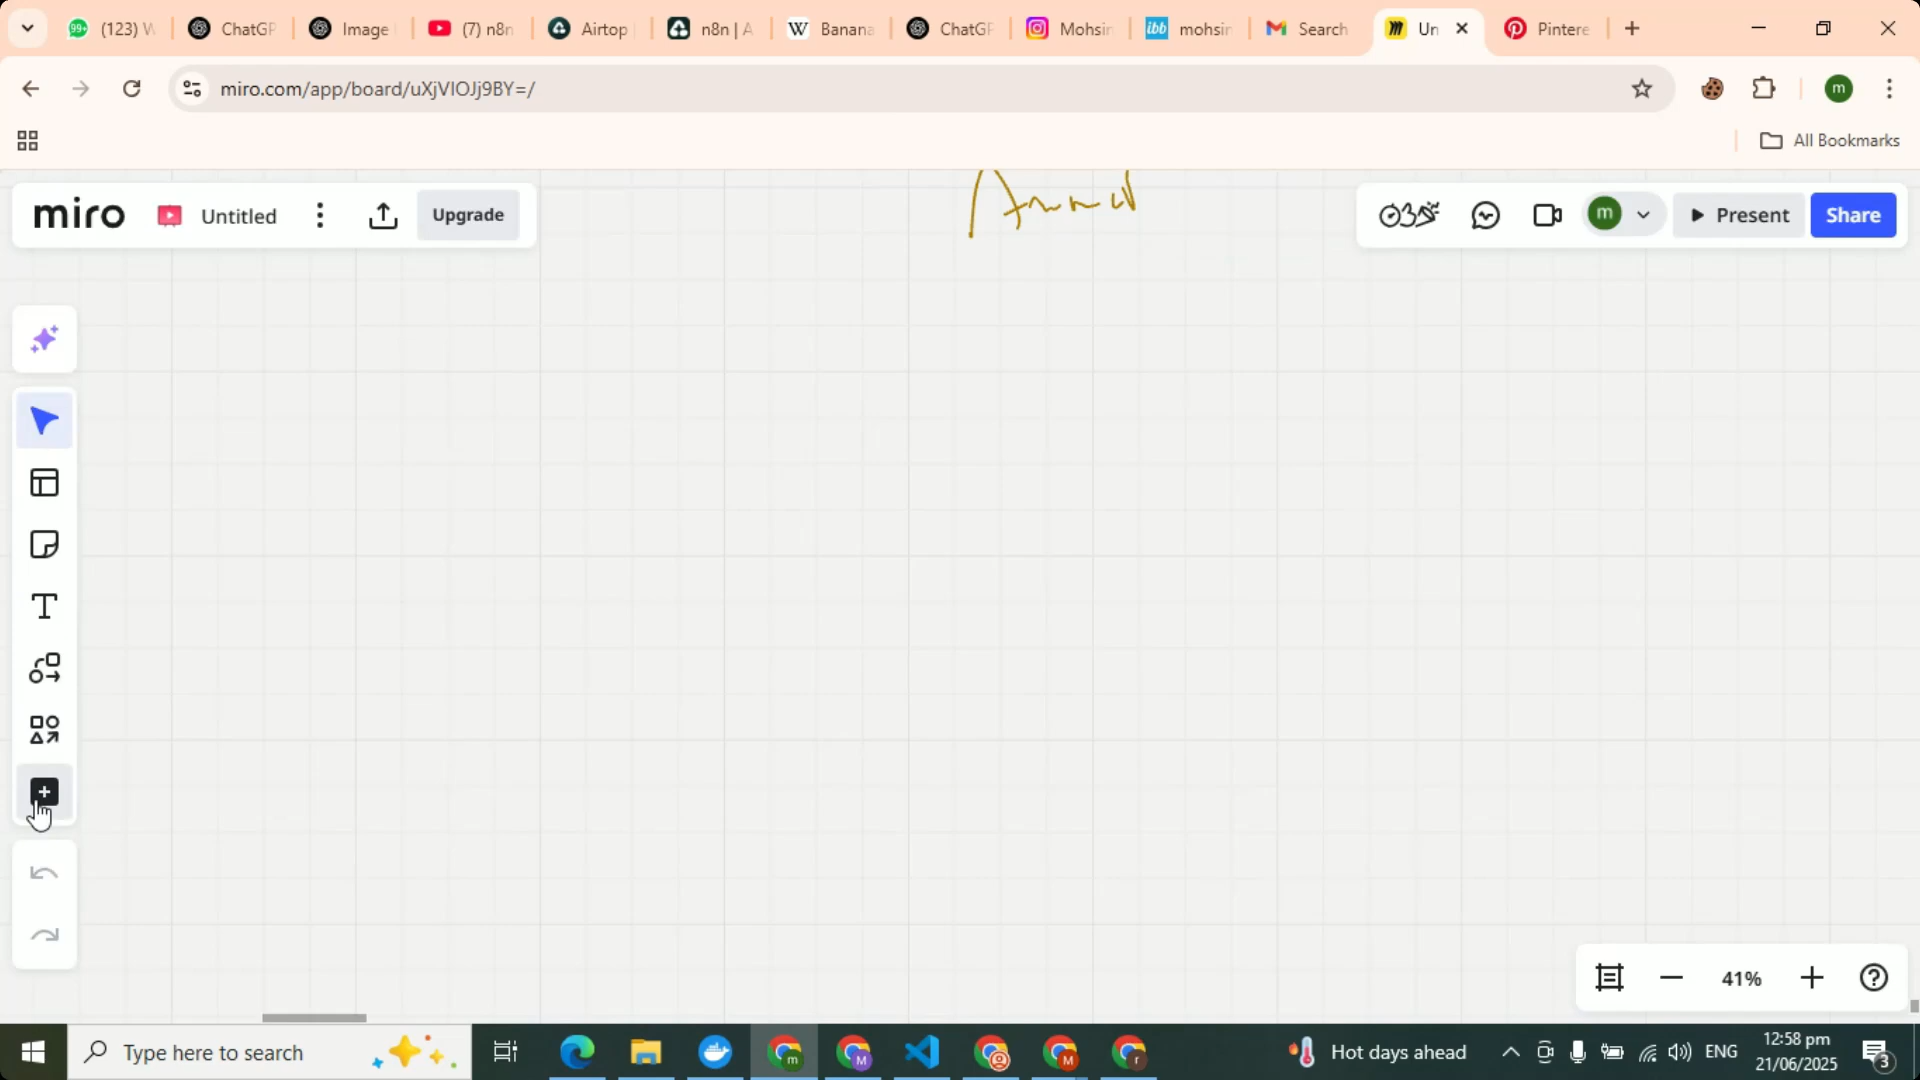 (123) W
ChatGP
Image
(7) n8n
Airtop
n8n | A
W Banana
ChatGP
Mohsin
ibb mohsin
Search
Un
Pintere
miro.com/app/board/uXjVIOJj9BY=/
m
All Bookmarks
miro
Untitled
Upgrade
m
Present
Share
41%
Type here to search
Hot days ahead
ENG
12:58 pm
21/06/2025
3